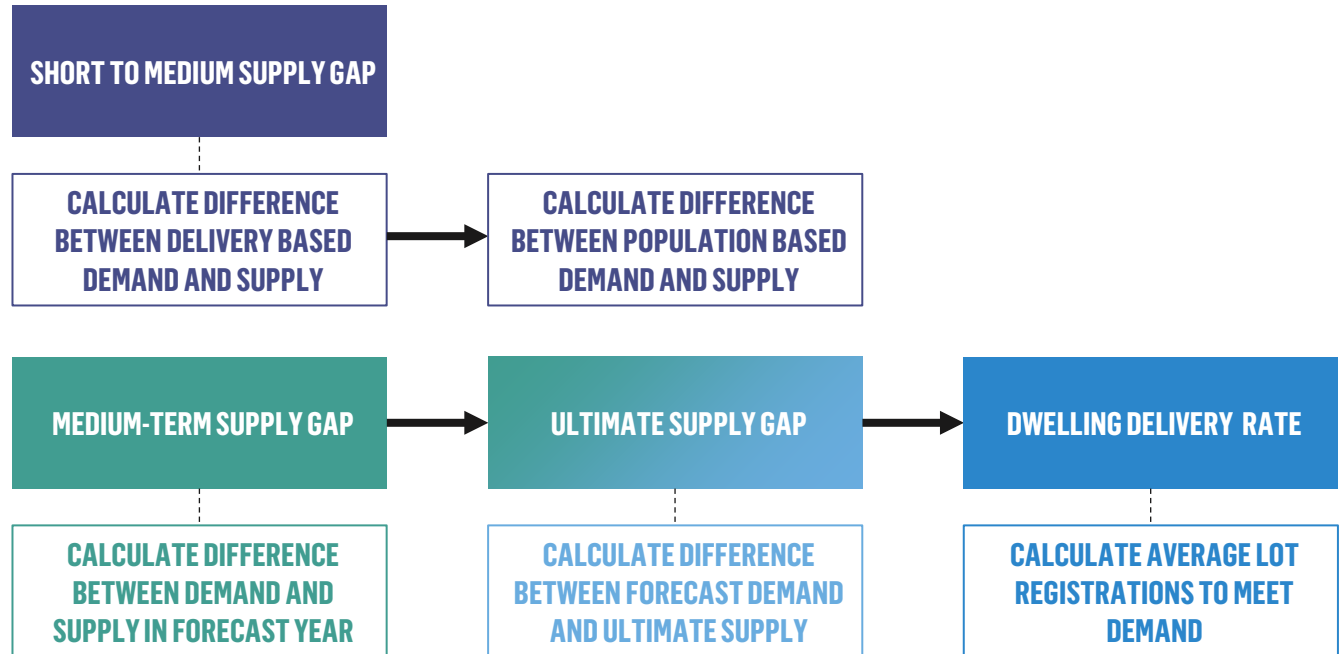 SHORT TO MEDIUM SUPPLY GAP
CALCULATE DIFFERENCE
BETWEEN DELIVERY BASED
DEMAND AND SUPPLY
CALCULATE DIFFERENCE
BETWEEN POPULATION BASED
DEMAND AND SUPPLY
MEDIUM-TERM SUPPLY GAP
ULTIMATE SUPPLY GAP
DWELLING DELIVERY RATE
CALCULATE DIFFERENCE
BETWEEN DEMAND AND
SUPPLY IN FORECAST YEAR
CALCULATE DIFFERENCE
BETWEEN FORECAST DEMAND
AND ULTIMATE SUPPLY
CALCULATE AVERAGE LOT
REGISTRATIONS TO MEET
DEMAND